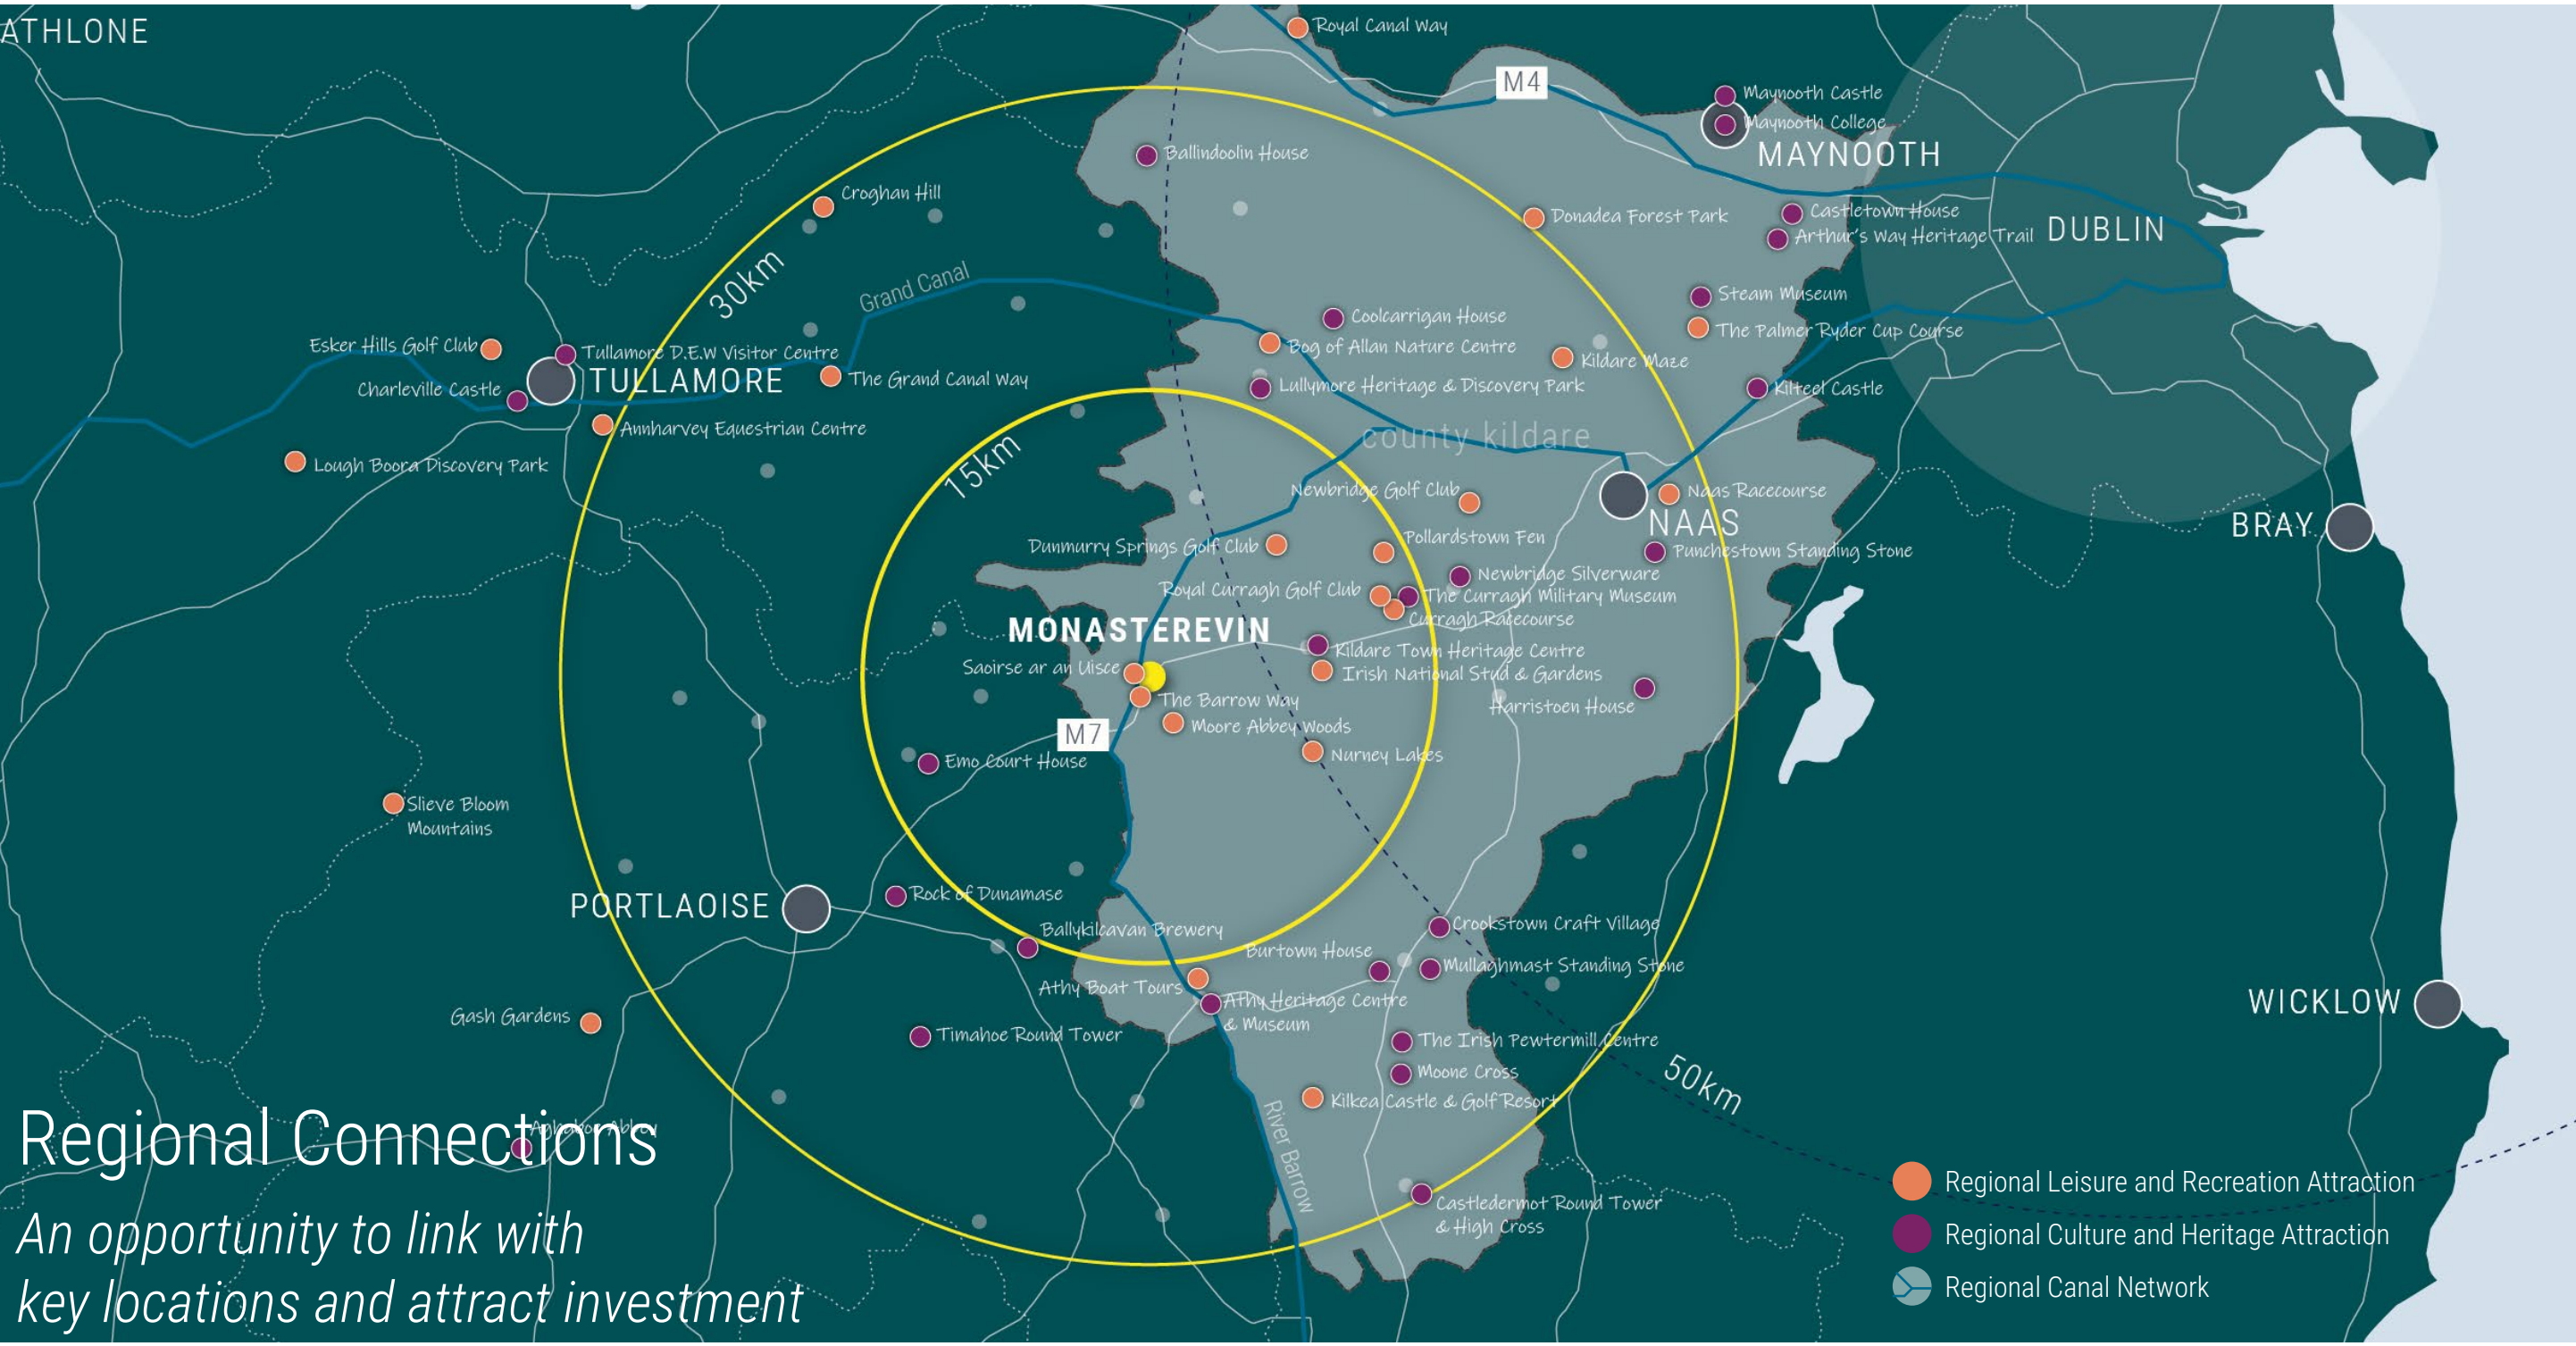 ATHLONE
Royal Canal Way
M4
Maynooth Castle
Maynooth College
MAYNOOTH
Ballindoolin House
Croghan Hill
Donadea Forest Park
Castletown House
Arthur's Way Heritage Trail
DUBLIN
30km
Grand Canal
Steam Museum
Coolcarrigan House
The Palmer Ryder Cup Course
Esker Hills Golf Club
Bog of Allan Nature Centre
Tullamore D.E.W Visitor Centre
Kildare Maze
TULLAMORE
The Grand Canal Way
Charleville Castle
Lullymore Heritage & Discovery Park
Kilteel Castle
Annharvey Equestrian Centre
county kildare
15km
Lough Boora Discovery Park
Newbridge Golf Club
Naas Racecourse
NAAS
BRAY
Dunmurry Springs Golf Club
Pollardstown Fen
Punchestown Standing Stone
Newbridge Silverware
Royal Curragh Golf Club
The Curragh Military Museum
Curragh Racecourse
MONASTEREVIN
Kildare Town Heritage Centre
Saoirse ar an Uisce
Irish National Stud & Gardens
The Barrow Way
Harristoen House
Moore Abbey Woods
M7
Nurney Lakes
Emo Court House
Slieve Bloom
Mountains
Rock of Dunamase
PORTLAOISE
Ballykilcavan Brewery
Crookstown Craft Village
Burtown House
Mullaghmast Standing Stone
Athy Boat Tours
Athy Heritage Centre
& Museum
WICKLOW
Gash Gardens
Timahoe Round Tower
The Irish Pewtermill Centre
Moone Cross
50km
Kilkea Castle & Golf Resort
River Barrow
Aghaboe Abbey
Regional Connections
An opportunity to link with
key locations and attract investment
Castledermot Round Tower
& High Cross
Regional Leisure and Recreation Attraction
Regional Culture and Heritage Attraction
Regional Canal Network